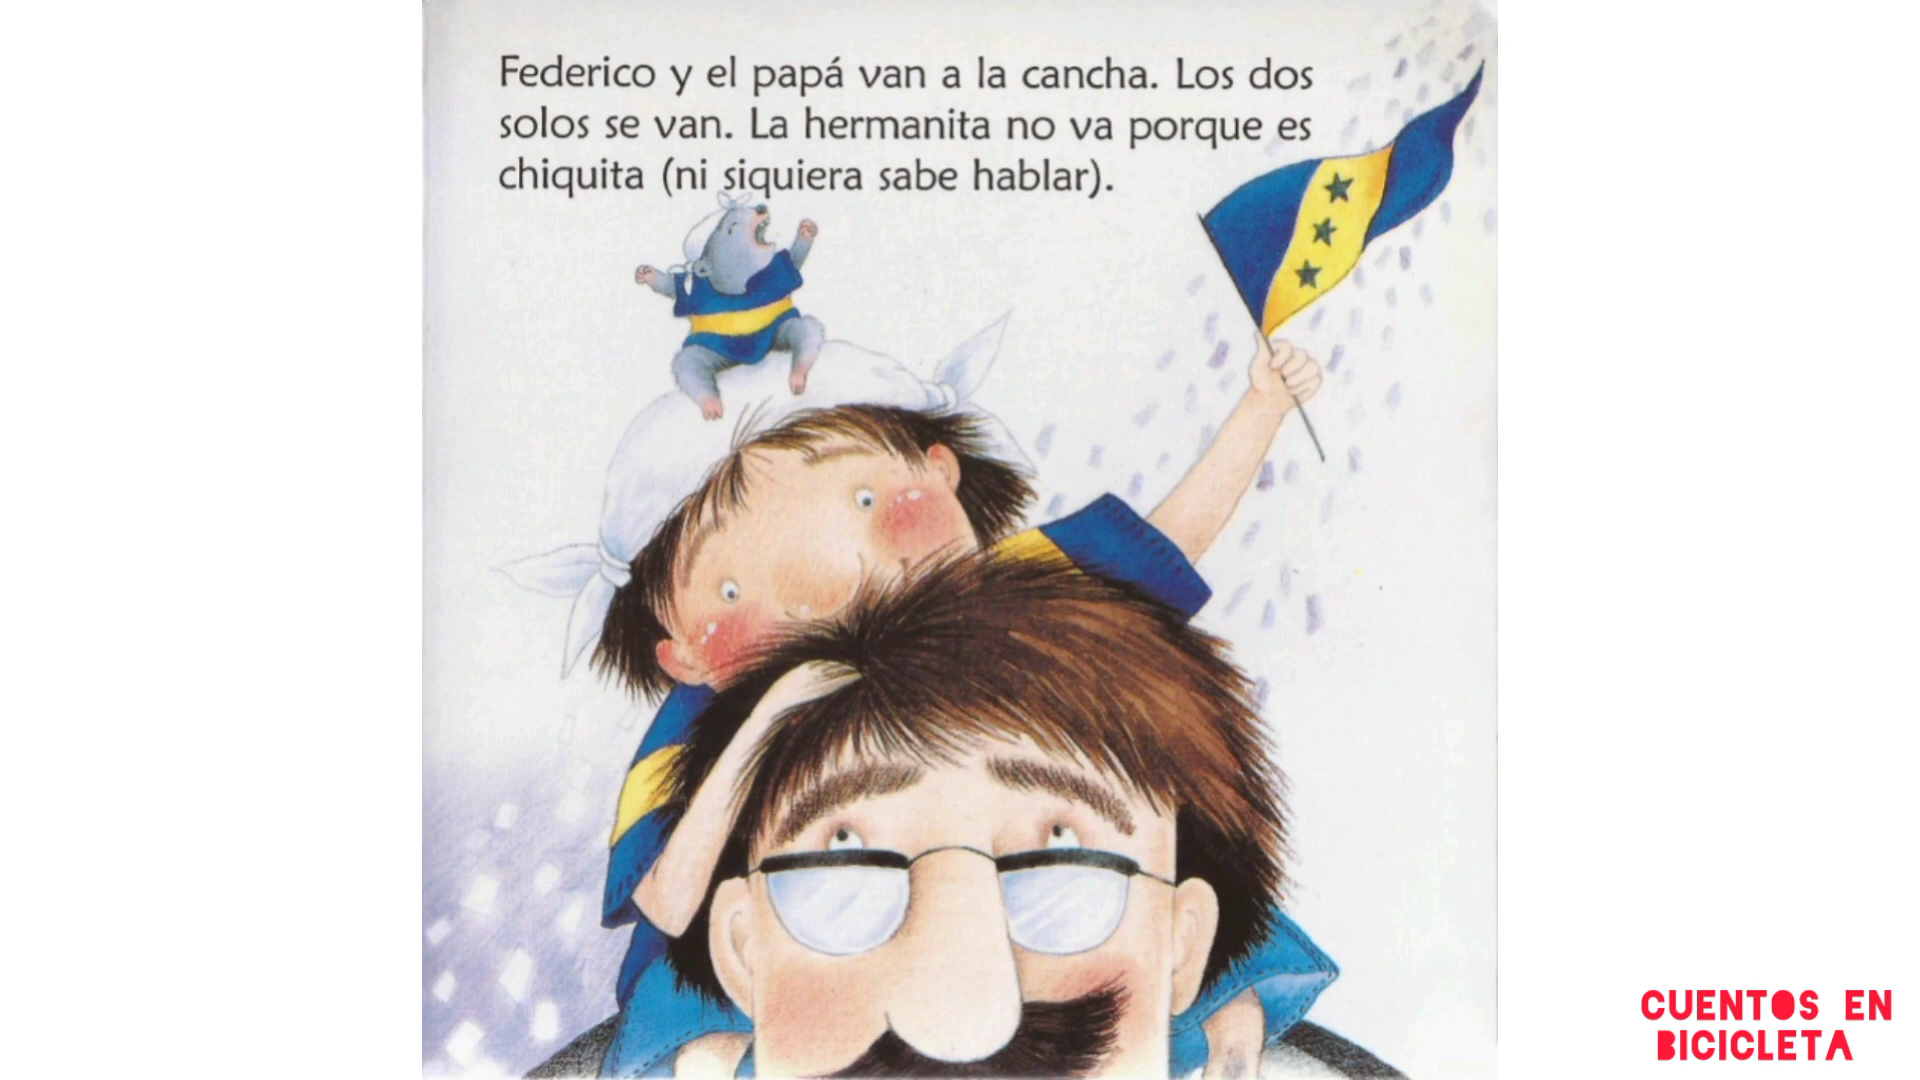 Federico y el papá van a la cancha. Los dos
solos se van. La hermanita no va porque es
chiquita (ni siquiera sabe hablar).
CUENTOS EN
BICICLETA